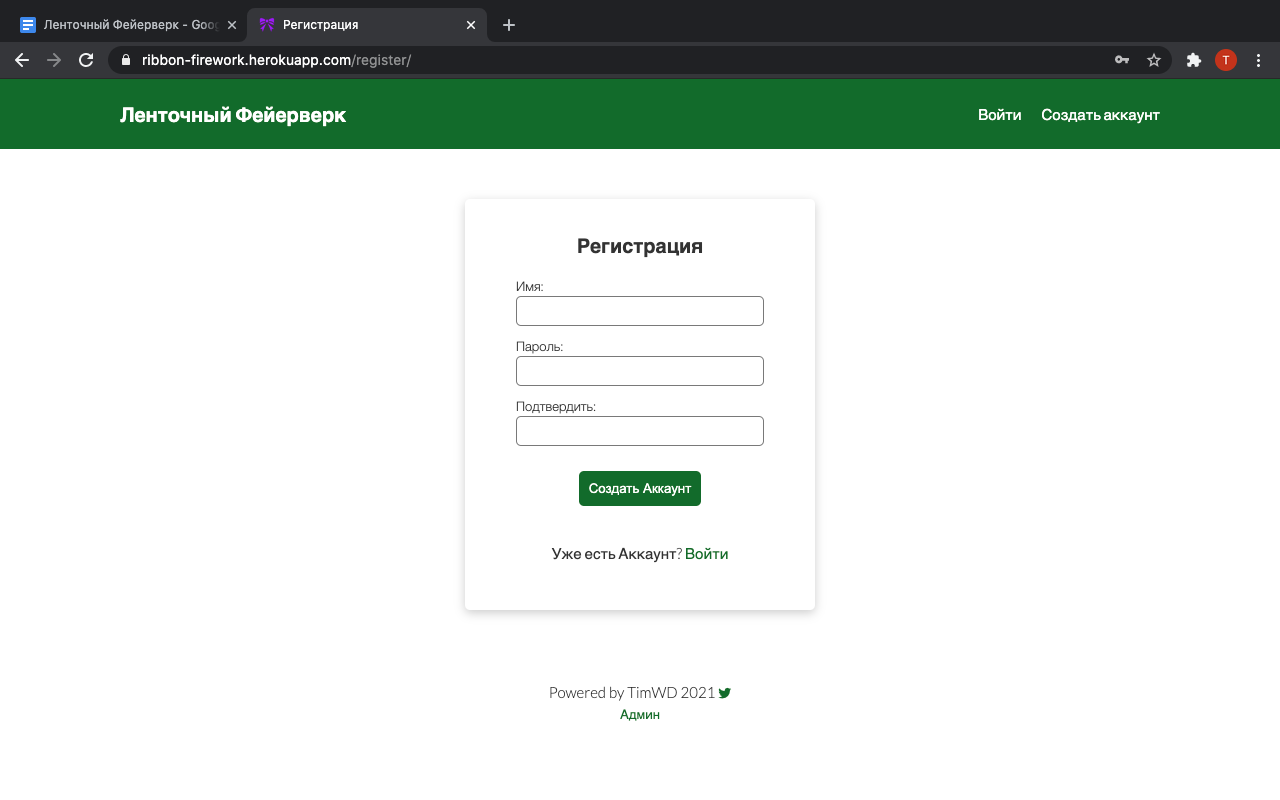 Ленточный Фейерверк - Goo
Регистрация
ribbon-firework.herokuapp.com/register/
T
Ленточный Фейерверк
Войти
Создать аккаунт
Регистрация
Имя:
Пароль:
Подтвердить:
Создать Аккаунт
Уже есть Аккаунт? Войти
Powered by TimWD 2021
Админ